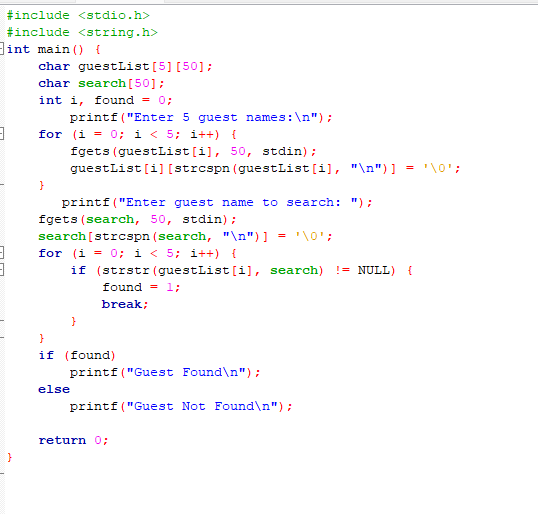 #include <stdio.h>
#include <string.h>
int main() {
    char guestList[5][50];
    char search[50];
    int i, found = 0;
        printf("Enter 5 guest names:\n");
    for (i = 0; i < 5; i++) {
        fgets(guestList[i], 50, stdin);
        guestList[i][strcspn(guestList[i], "\n")] = '\0';
    }
       printf("Enter guest name to search: ");
    fgets(search, 50, stdin);
    search[strcspn(search, "\n")] = '\0';
    for (i = 0; i < 5; i++) {
        if (strstr(guestList[i], search) != NULL) {
            found = 1;
            break;
        }
    }
    if (found)
        printf("Guest Found\n");
    else
        printf("Guest Not Found\n");

    return 0;
}